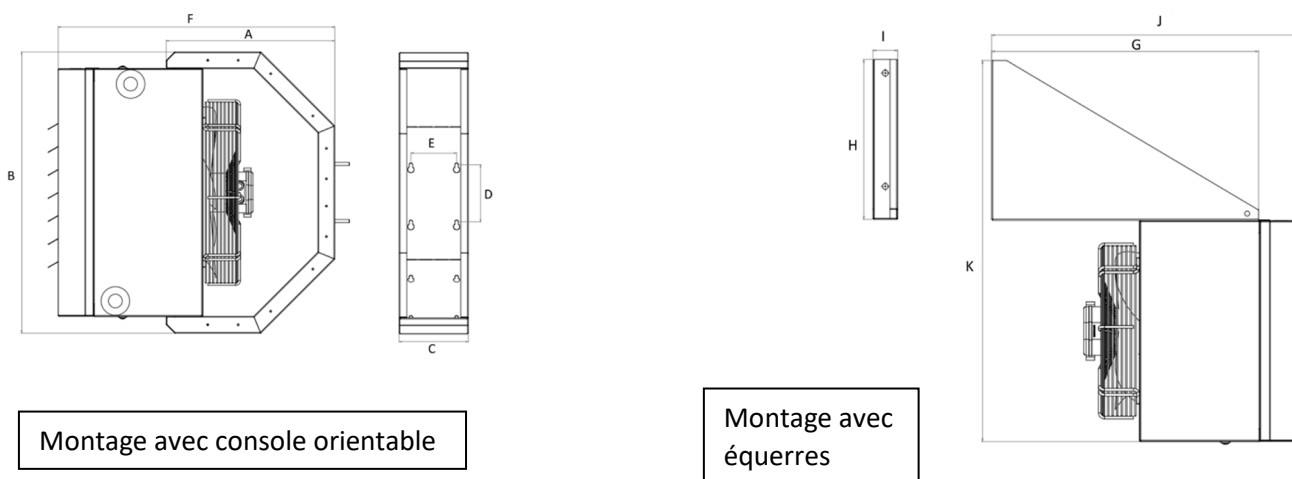 F
A
B
E
D
C
Montage avec console orientable
J
I
G
H
K
Montage avec
équerres